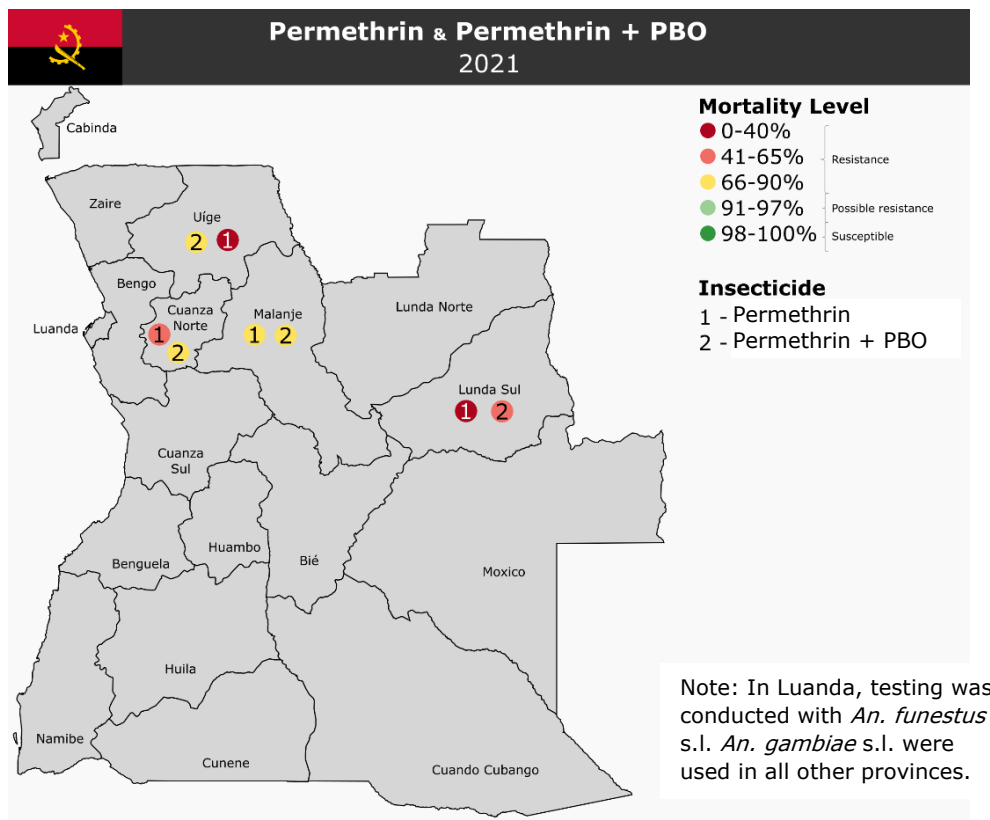 Permethrin & Permethrin + PBO
2021
Cabinda
Zaire
Uíge
2 1
Bengo
Cuanza
Norte
Malanje
Luanda
1
2
1 2
Lunda Norte
Lunda Sul
1 2
Cuanza
Sul
Benguela
Huambo
Bié
Moxico
Huila
Namibe
Cunene
Cuando Cubango
Mortality Level
0-40%
41-65%
66-90%
Resistance
91-97%
Possible resistance
98-100%
Susceptible
Insecticide
1 - Permethrin
2 - Permethrin + PBO
Note: In Luanda, testing was
conducted with An. funestus
s.l. An. gambiae s.l. were
used in all other provinces.